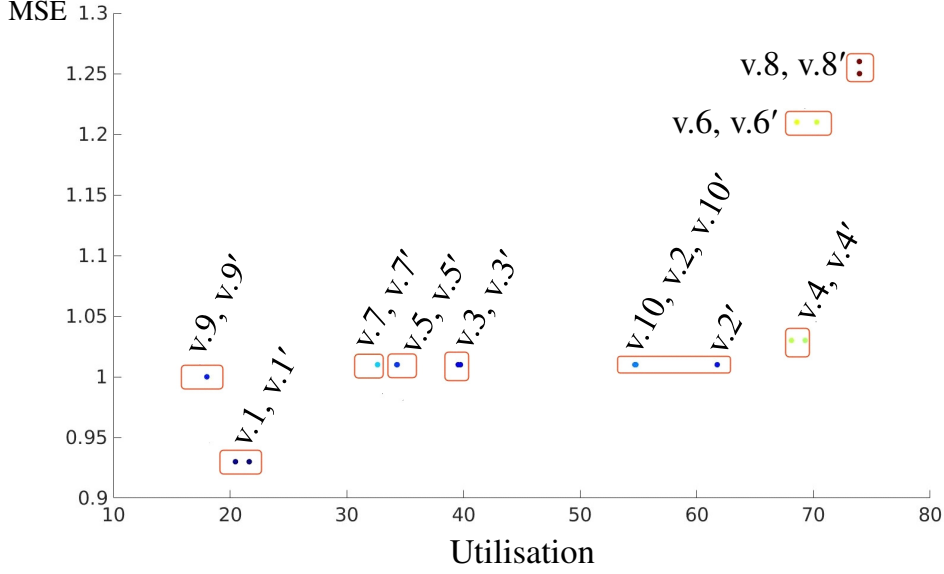 MSE
1.3
1.25
1.2
1.15
1.1
1.05
1
0.95
0.9
v.8, v.8′
v.6, v.6′
v.9, v.9′
v.1, v.1′
v.7, v.7′
v.5, v.5′
v.3, v.3′
v.10, v.2, v.10′
v.2′
v.4, v.4′
10 20 30 40 50 60 70 80
Utilisation